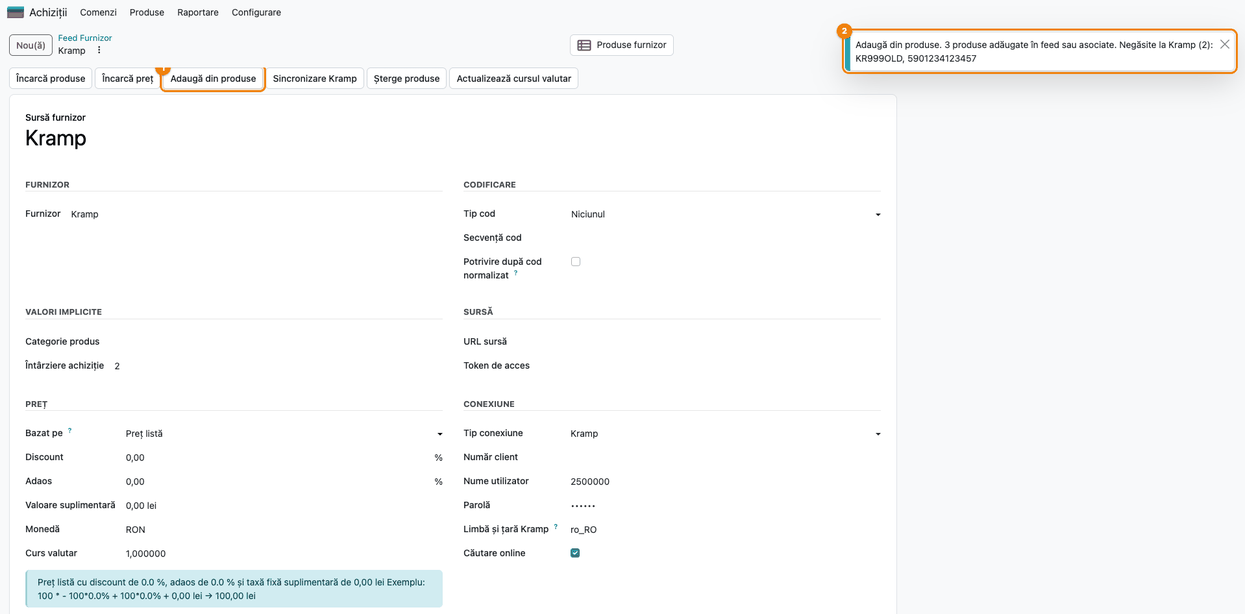 Achiziții Comenzi Produse Raportare Configurare
Nou(ă) Feed Furnizor
Kramp
Produse furnizor
2
Adaugă din produse. 3 produse adăugate în feed sau asociate. Negăsite la Kramp (2):
KR999OLD, 5901234123457
1
Încarcă produse Încarcă preț Adaugă din produse Sincronizare Kramp Șterge produse Actualizează cursul valutar
Sursă furnizor
Kramp
FURNIZOR
Furnizor Kramp
CODIFICARE
Tip cod Niciunul
Secvență cod
Potrivire după cod
normalizat ?
VALORI IMPLICITE
Categorie produs
Întârziere achiziție 2
SURSĂ
URL sursă
Token de acces
PREȚ
Bazat pe ? Preț listă
Discount 0,00 %
Adaos 0,00 %
Valoare suplimentară 0,00 lei
Monedă RON
Curs valutar 1,000000
Preț listă cu discount de 0.0 %, adaos de 0.0 % și taxă fixă suplimentară de 0,00 lei Exemplu:
100 * - 100*0.0% + 100*0.0% + 0,00 lei → 100,00 lei
CONEXIUNE
Tip conexiune Kramp
Număr client
Nume utilizator 2500000
Parolă ••••••
Limbă și țară Kramp ? ro_RO
Căutare online